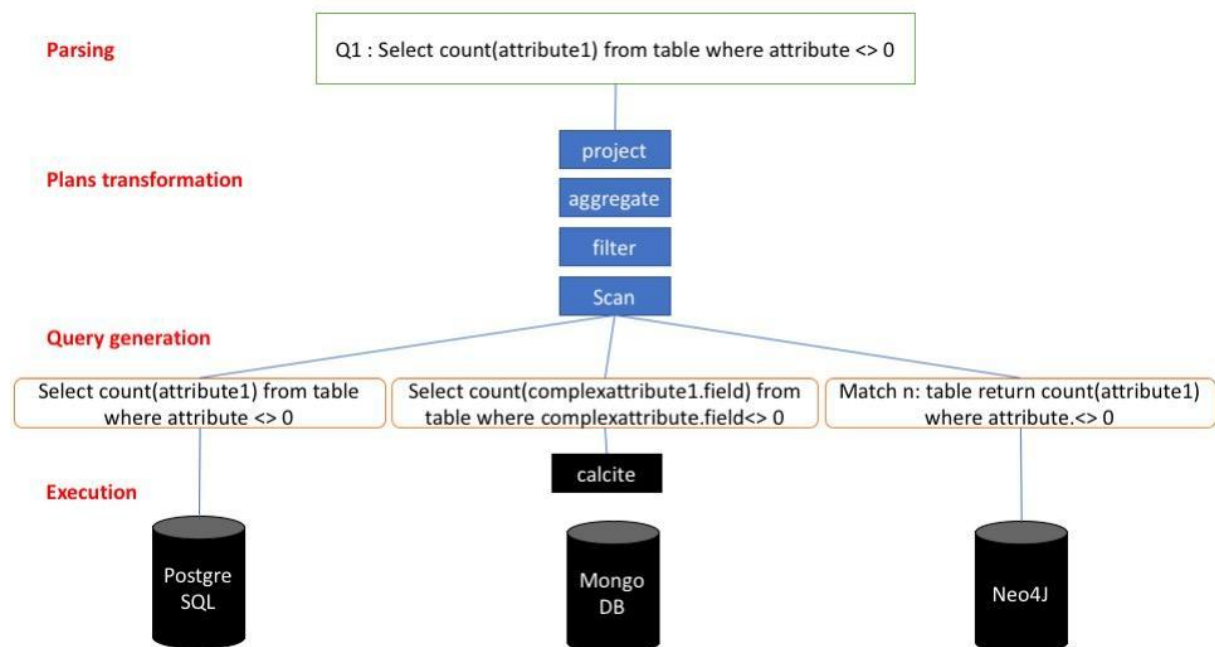 Parsing
Q1 : Select count(attribute1) from table where attribute <> 0
project
Plans transformation
aggregate
filter
Scan
Query generation
Select count(attribute1) from table
where attribute <> 0
Select count(complexattribute1.field) from
table where complexattribute.field<> 0
Match n: table return count(attribute1)
where attribute.<> 0
calcite
Execution
Postgre
SQL
Mongo
DB
Neo4J